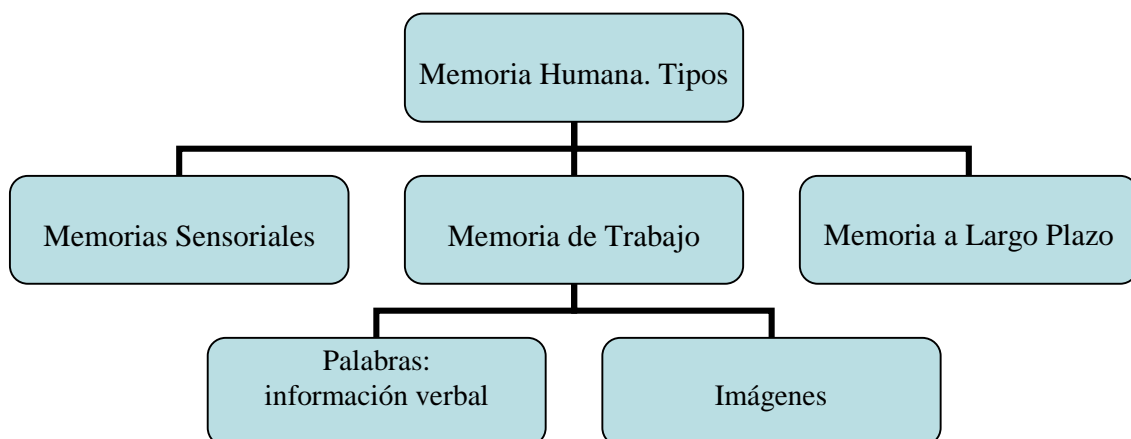 Memoria Humana. Tipos
Memorias Sensoriales
Memoria de Trabajo
Memoria a Largo Plazo
Palabras:
información verbal
Imágenes